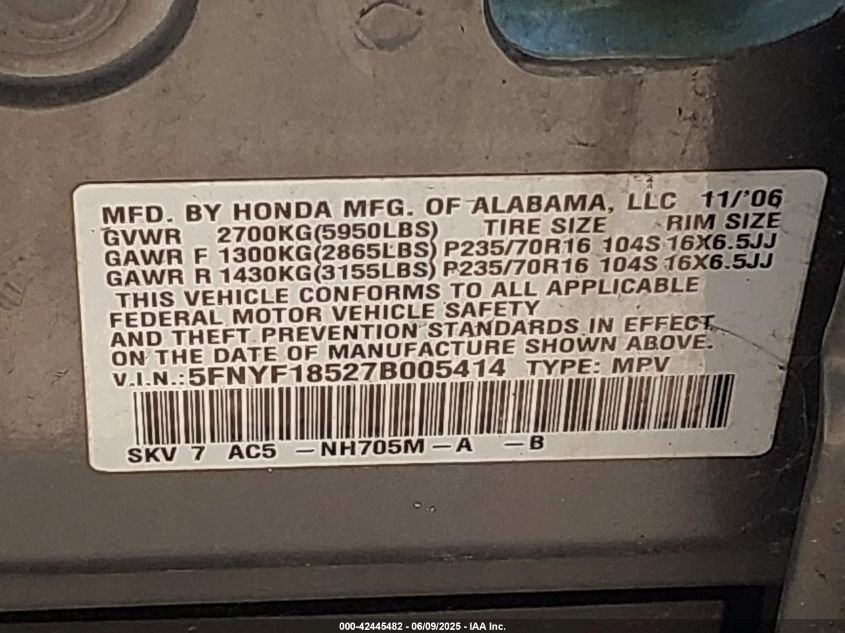 MFD. BY HONDA MFG. OF ALABAMA, LLC 11/'06
GVWR 2700KG(5950LBS) TIRE SIZE RIM SIZE
GAWR F 1300KG(2865LBS) P235/70R16 104S 16X6.5JJ
GAWR R 1430KG(3155LBS) P235/70R16 104S 16X6.5JJ
THIS VEHICLE CONFORMS TO ALL APPLICABLE
FEDERAL MOTOR VEHICLE SAFETY
AND THEFT PREVENTION STANDARDS IN EFFECT
ON THE DATE OF MANUFACTURE SHOWN ABOVE.
V.I.N.:5FNYF18527B005414 TYPE: MPV
SKV 7 AC5 -NH705M-A -B
000-42445482 - 06/09/2025 - IAA Inc.